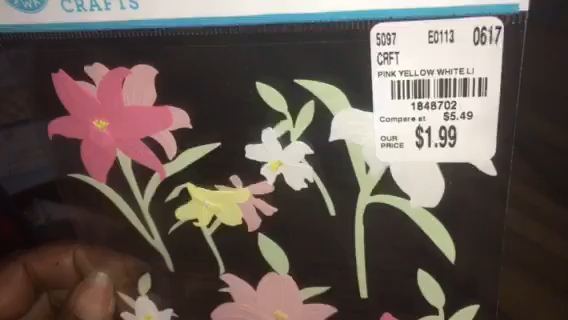 CRAFTS
5097 E0113 0617
CRFT
PINK YELLOW WHITE LI
1848702
Compare at $5.49
OUR PRICE $1.99